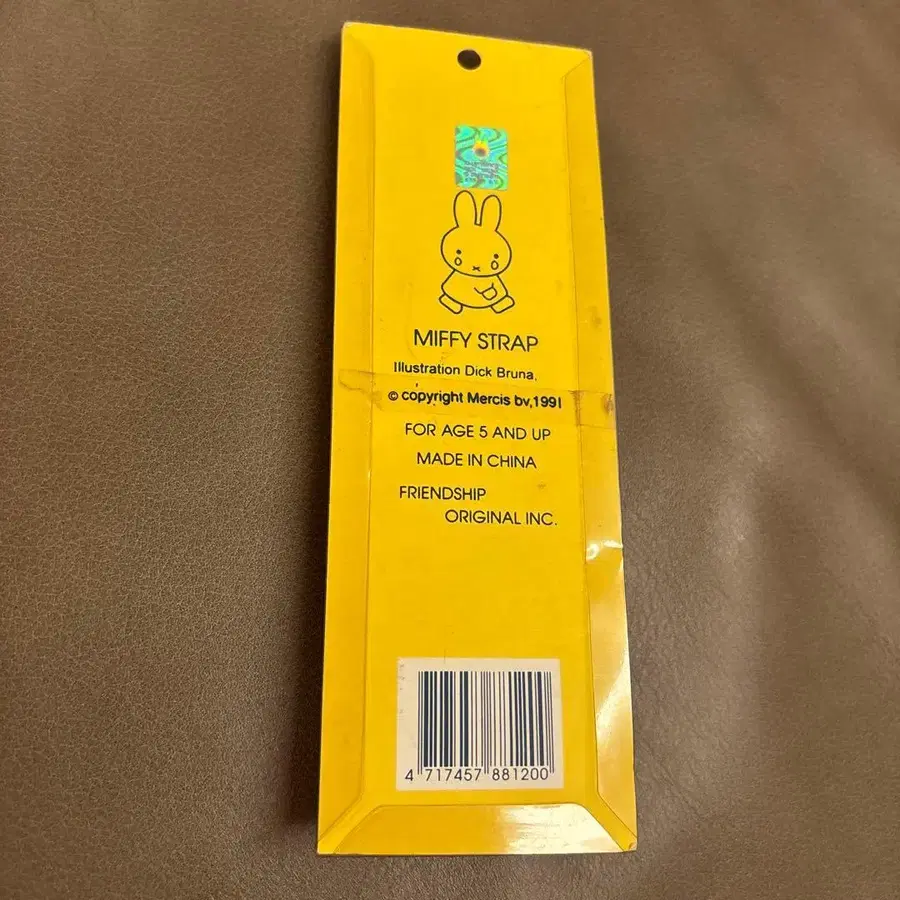 MIFFY STRAP
Illustration Dick Bruna.
© copyright Mercis bv,1991
FOR AGE 5 AND UP
MADE IN CHINA
FRIENDSHIP
ORIGINAL INC.
4 717457 881200